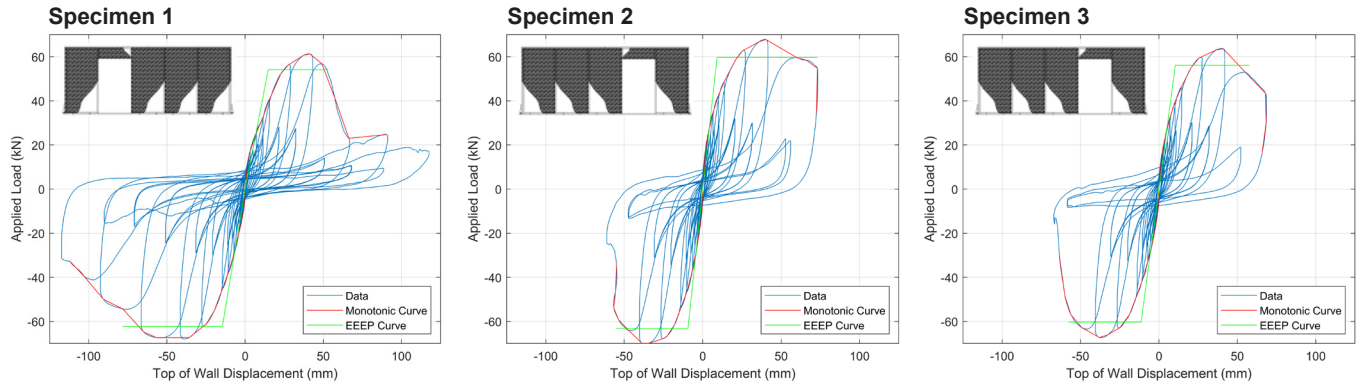 Specimen 1
60
40
20
0
-20
-40
-60
Applied Load (kN)
-100
-50
0
50
100
Top of Wall Displacement (mm)
Data
Monotonic Curve
EEEP Curve
Specimen 2
60
40
20
0
-20
-40
-60
Applied Load (kN)
-100
-50
0
50
100
Top of Wall Displacement (mm)
Data
Monotonic Curve
EEEP Curve
Specimen 3
60
40
20
0
-20
-40
-60
Applied Load (kN)
-100
-50
0
50
100
Top of Wall Displacement (mm)
Data
Monotonic Curve
EEEP Curve